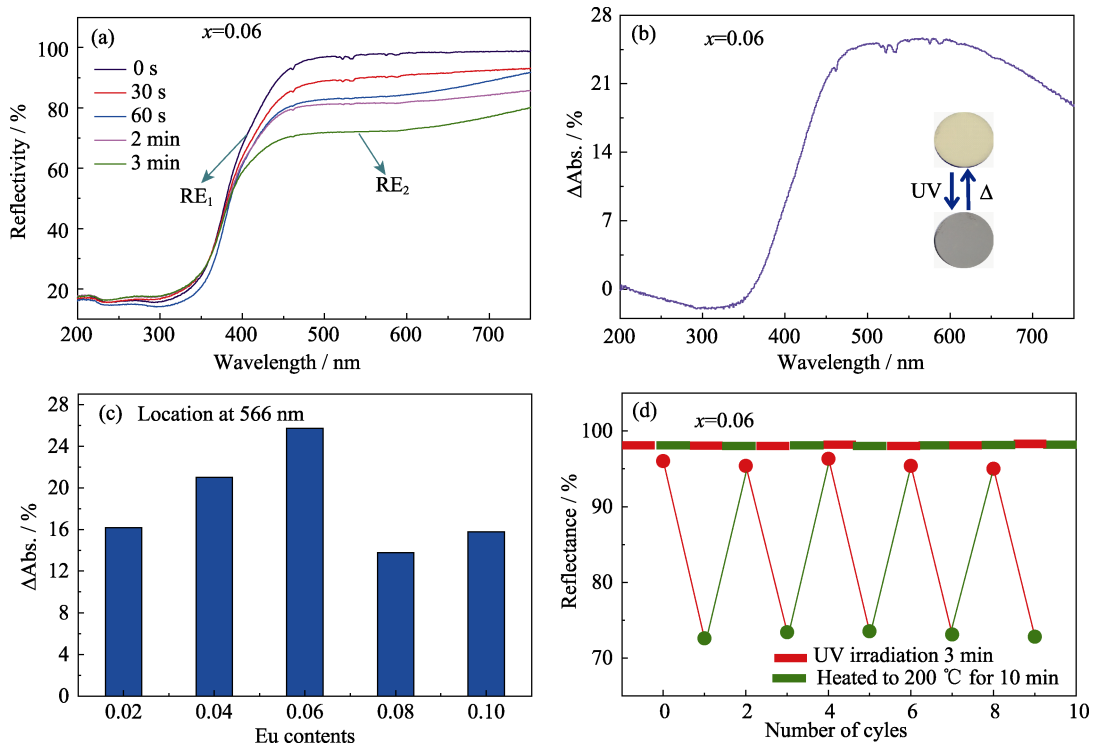 (a)
x=0.06
0 s
30 s
60 s
2 min
3 min
RE1
RE2
100
80
60
40
20
200 300 400 500 600 700
Reflectivity / %
Wavelength / nm
(b)
x=0.06
28
21
14
7
0
200 300 400 500 600 700
ΔAbs. / %
UV
Δ
Wavelength / nm
(c) Location at 566 nm
28
24
20
16
12
8
4
0
0.02 0.04 0.06 0.08 0.10
ΔAbs. / %
Eu contents
(d)
x=0.06
100
90
80
70
0 2 4 6 8 10
Reflectance / %
UV irradiation 3 min
Heated to 200 ℃ for 10 min
Number of cyles